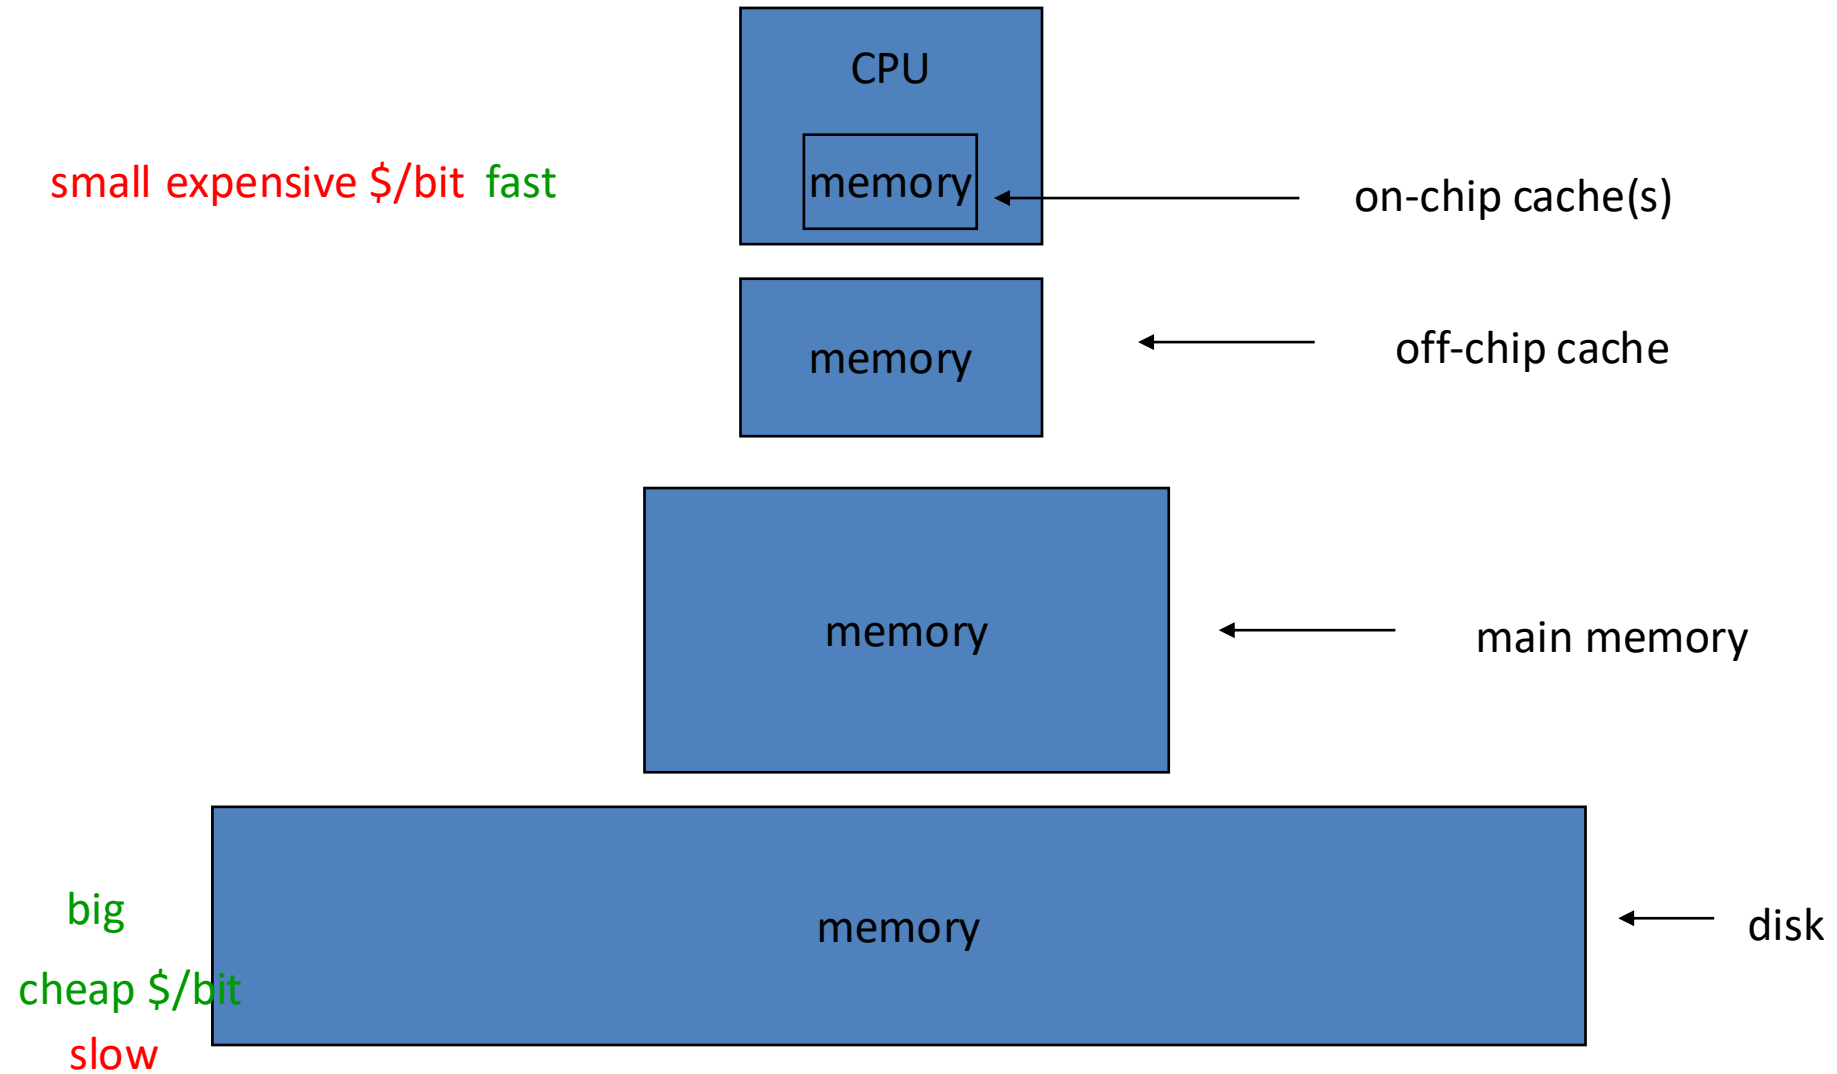 CPU
small expensive $/bit fast
memory
on-chip cache(s)
memory
off-chip cache
memory
main memory
big
memory
disk
cheap $/bit
slow